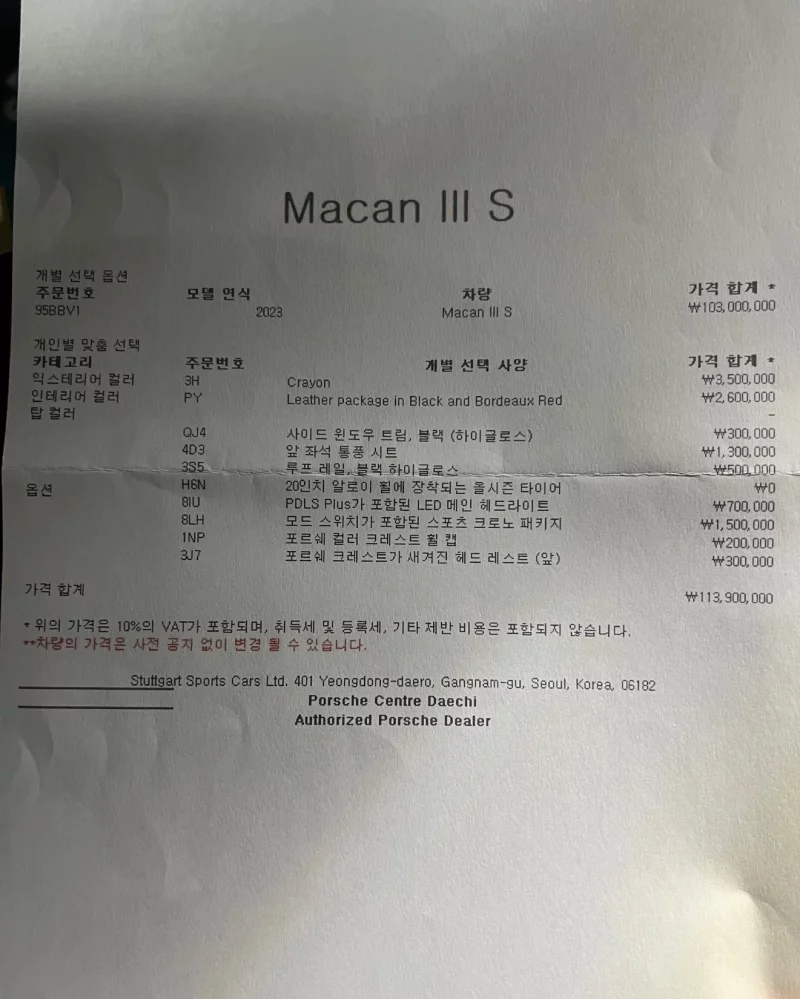 Macan III S
개별 선택 옵션
주문번호 모델 연식 차량 가격 합계 *
95BBV1 2023 Macan III S ₩103,000,000
개인별 맞춤 선택
카테고리 주문번호 개별 선택 사양 가격 합계 *
익스테리어 컬러 3H Crayon ₩3,500,000
인테리어 컬러 PY Leather package in Black and Bordeaux Red ₩2,600,000
탑 컬러 -
QJ4 사이드 윈도우 트림, 블랙 (하이글로스) ₩300,000
4D3 앞 좌석 통풍 시트 ₩1,300,000
3S5 루프 레일, 블랙 하이글로스 ₩500,000
옵션 H6N 20인치 알로이 휠에 장착되는 올시즌 타이어 ₩0
8IU PDLS Plus가 포함된 LED 메인 헤드라이트 ₩700,000
8LH 모드 스위치가 포함된 스포츠 크로노 패키지 ₩1,500,000
1NP 포르쉐 컬러 크레스트 휠 캡 ₩200,000
3J7 포르쉐 크레스트가 새겨진 헤드 레스트 (앞) ₩300,000
가격 합계 ₩113,900,000
* 위의 가격은 10%의 VAT가 포함되며, 취득세 및 등록세, 기타 제반 비용은 포함되지 않습니다.
**차량의 가격은 사전 공지 없이 변경 될 수 있습니다.
Stuttgart Sports Cars Ltd. 401 Yeongdong-daero, Gangnam-gu, Seoul, Korea, 06182
Porsche Centre Daechi
Authorized Porsche Dealer